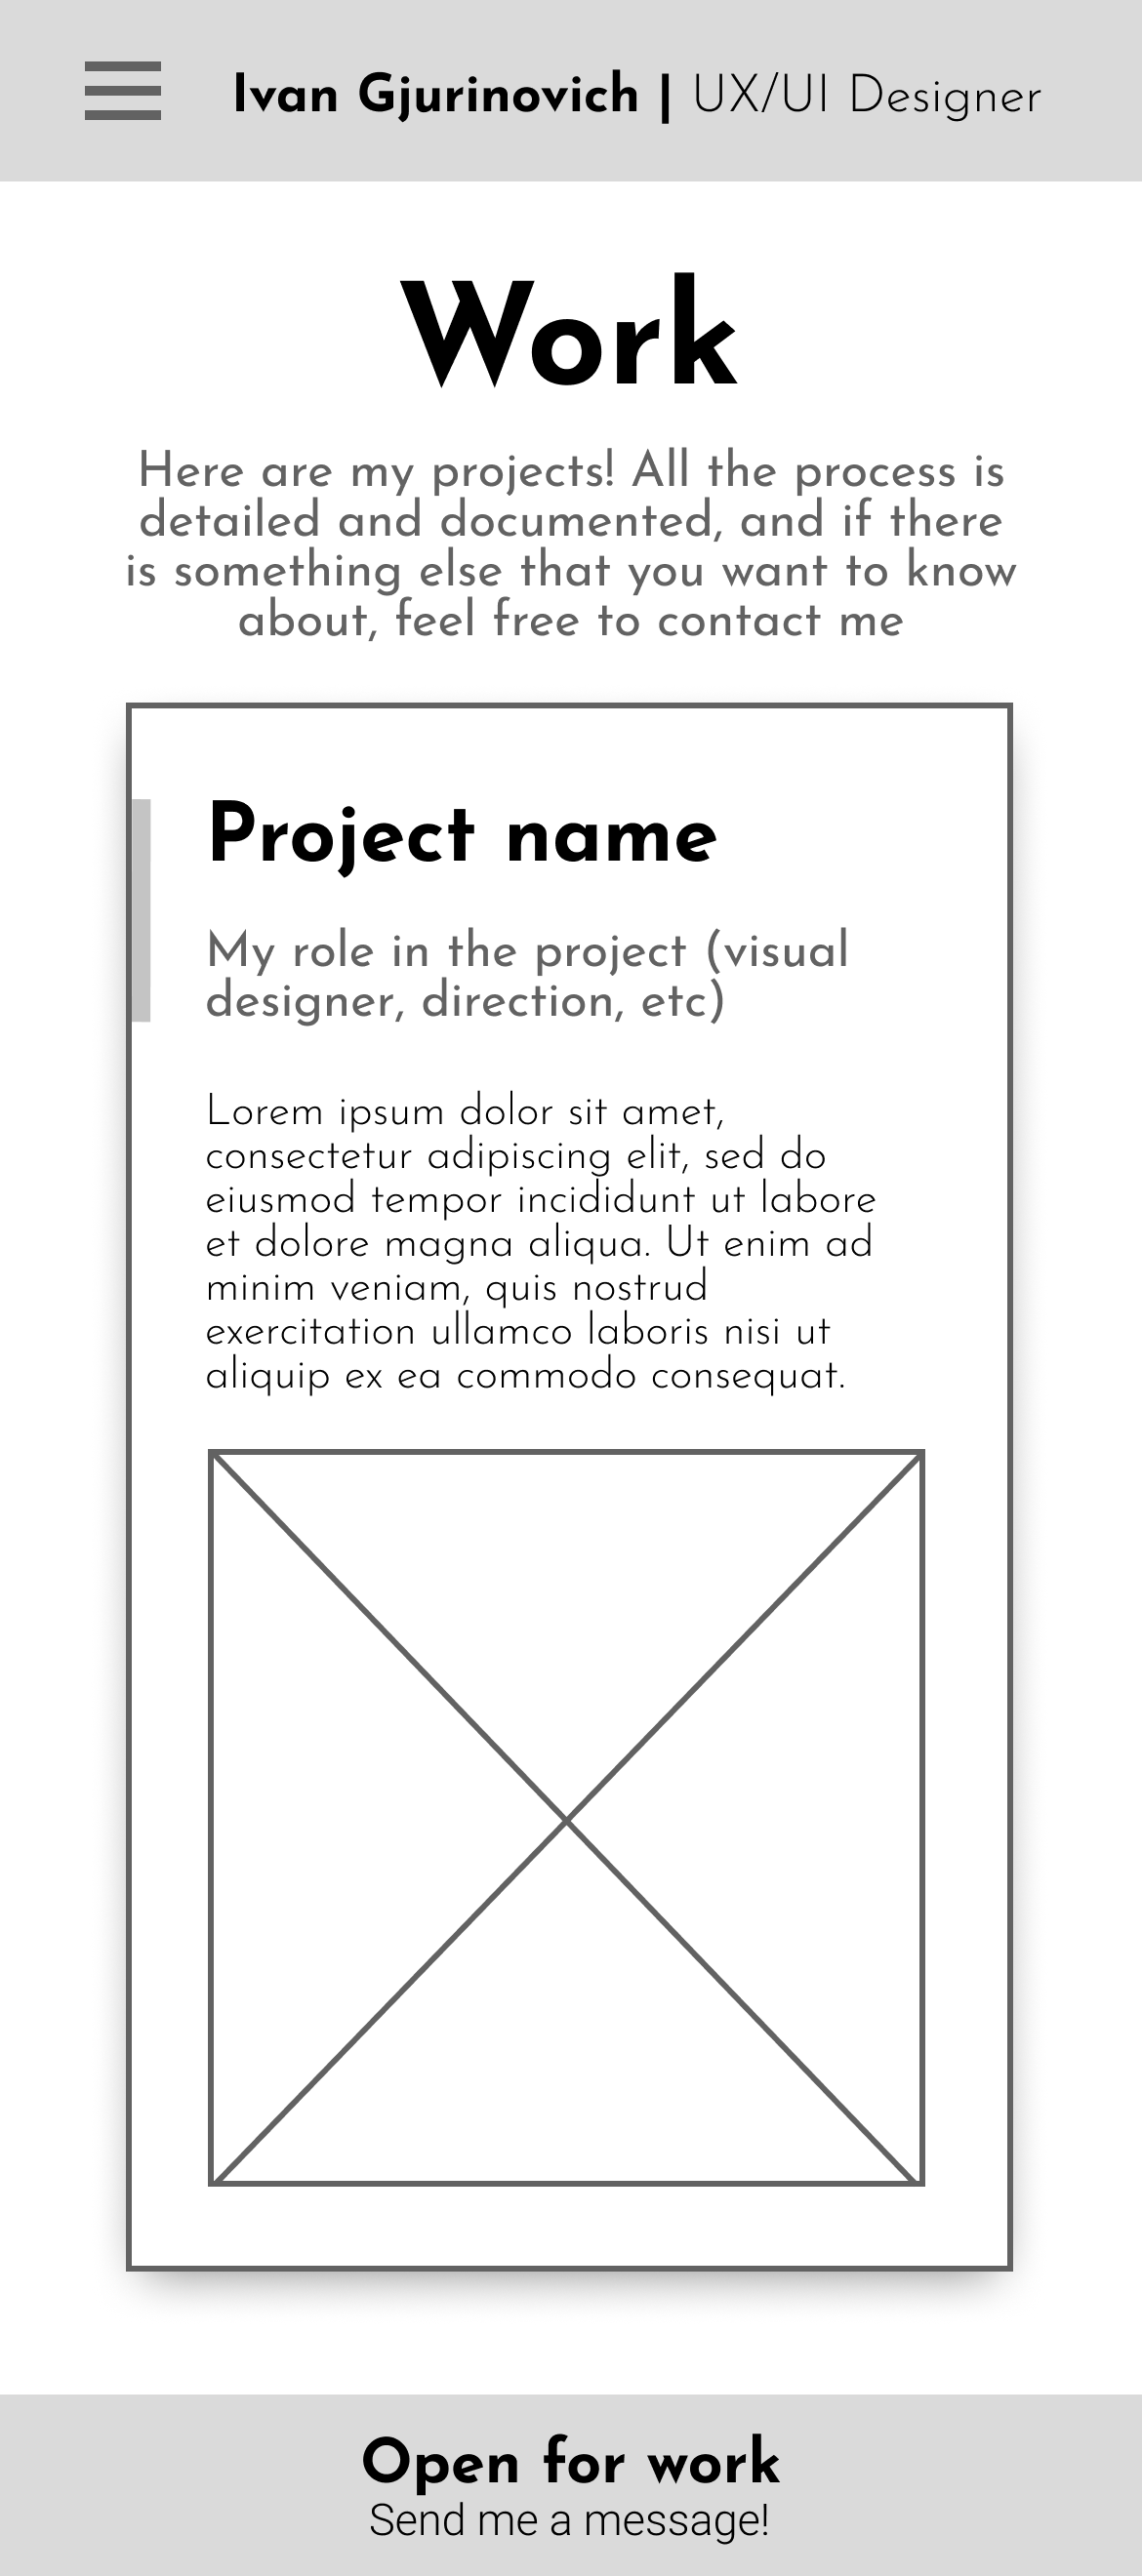 Ivan Gjurinovich | UX/UI Designer
Work
Here are my projects! All the process is
detailed and documented, and if there
is something else that you want to know
about, feel free to contact me
Project name
My role in the project (visual
designer, direction, etc)
Lorem ipsum dolor sit amet,
consectetur adipiscing elit, sed do
eiusmod tempor incididunt ut labore
et dolore magna aliqua. Ut enim ad
minim veniam, quis nostrud
exercitation ullamco laboris nisi ut
aliquip ex ea commodo consequat.
Open for work
Send me a message!